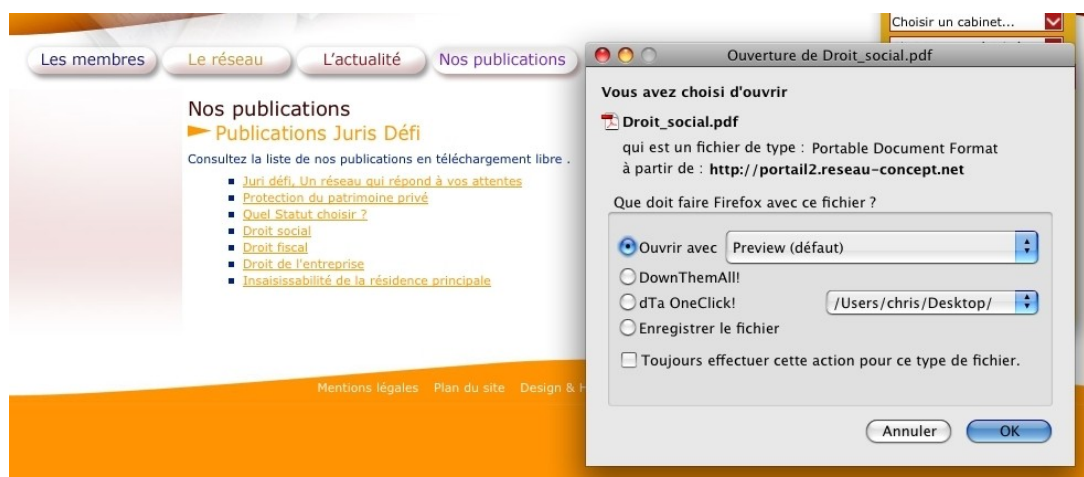 Choisir un cabinet...
Les membres
Le réseau
L'actualité
Nos publications
Nos publications
Publications Juris Défi
Consultez la liste de nos publications en téléchargement libre .
Juri défi, Un réseau qui répond à vos attentes
Protection du patrimoine privé
Quel Statut choisir ?
Droit social
Droit fiscal
Droit de l'entreprise
Insaisissabilité de la résidence principale
Mentions légales Plan du site Design &
Ouverture de Droit_social.pdf
Vous avez choisi d'ouvrir
Droit_social.pdf
qui est un fichier de type : Portable Document Format
à partir de : http://portail2.reseau-concept.net
Que doit faire Firefox avec ce fichier ?
Ouvrir avec Preview (défaut)
DownThemAll!
dTa OneClick! /Users/chris/Desktop/
Enregistrer le fichier
Toujours effectuer cette action pour ce type de fichier.
Annuler OK